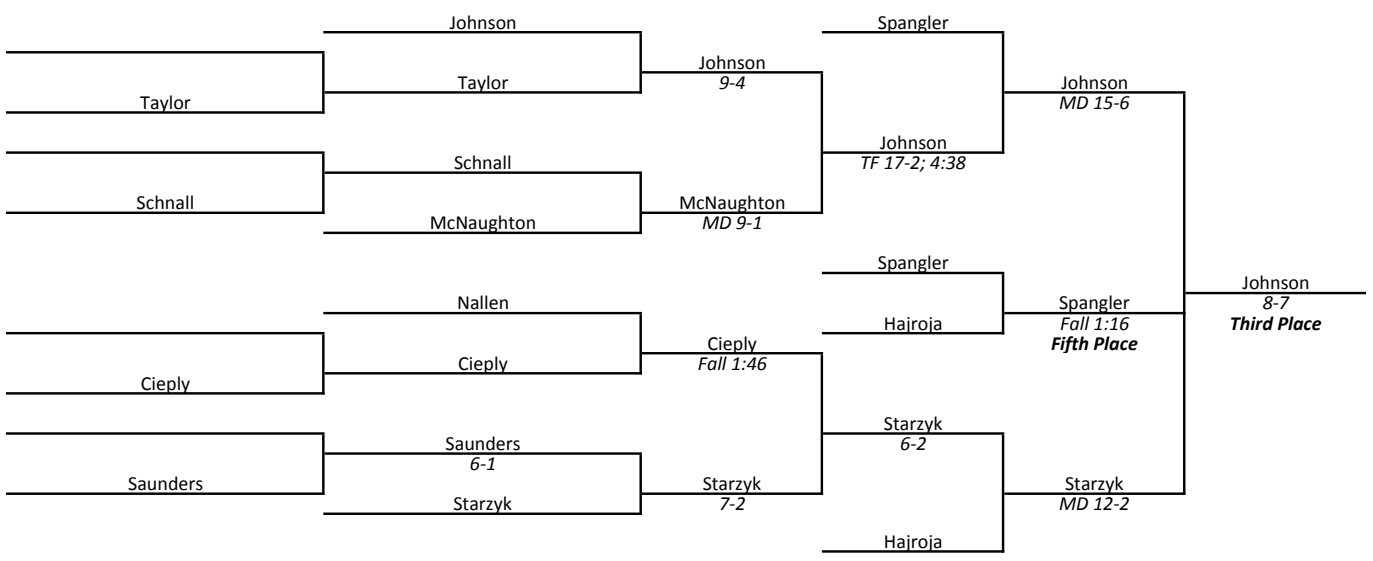 Johnson
Spangler
Johnson
9-4
Taylor
Johnson
MD 15-6
Taylor
Johnson
TF 17-2; 4:38
Schnall
Schnall
McNaughton
MD 9-1
McNaughton
Spangler
Johnson
8-7
Third Place
Nallen
Spangler
Fall 1:16
Fifth Place
Hajroja
Cieply
Fall 1:46
Cieply
Cieply
Starzyk
6-2
Saunders
6-1
Saunders
Starzyk
7-2
Starzyk
MD 12-2
Starzyk
Hajroja